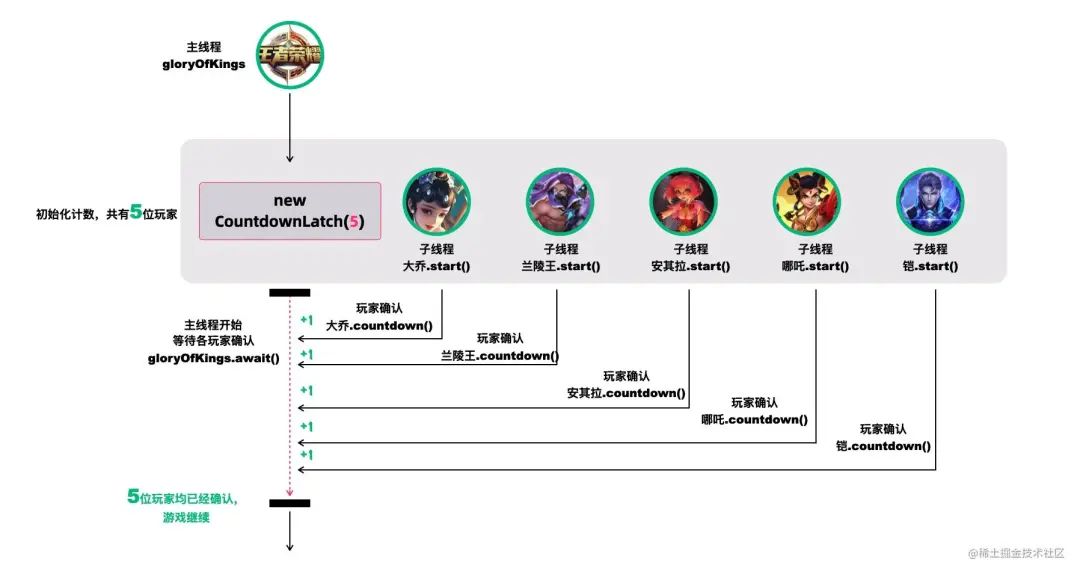 主线程
gloryOfKings
王者荣耀
初始化计数，共有5位玩家
new
CountdownLatch(5)
子线程
大乔.start()
子线程
兰陵王.start()
子线程
安其拉.start()
子线程
哪吒.start()
子线程
铠.start()
主线程开始
等待各玩家确认
gloryOfKings.await()
+1
玩家确认
大乔.countdown()
+1
玩家确认
兰陵王.countdown()
+1
玩家确认
安其拉.countdown()
+1
玩家确认
哪吒.countdown()
+1
玩家确认
铠.countdown()
5位玩家均已经确认，
游戏继续
@稀土掘金技术社区